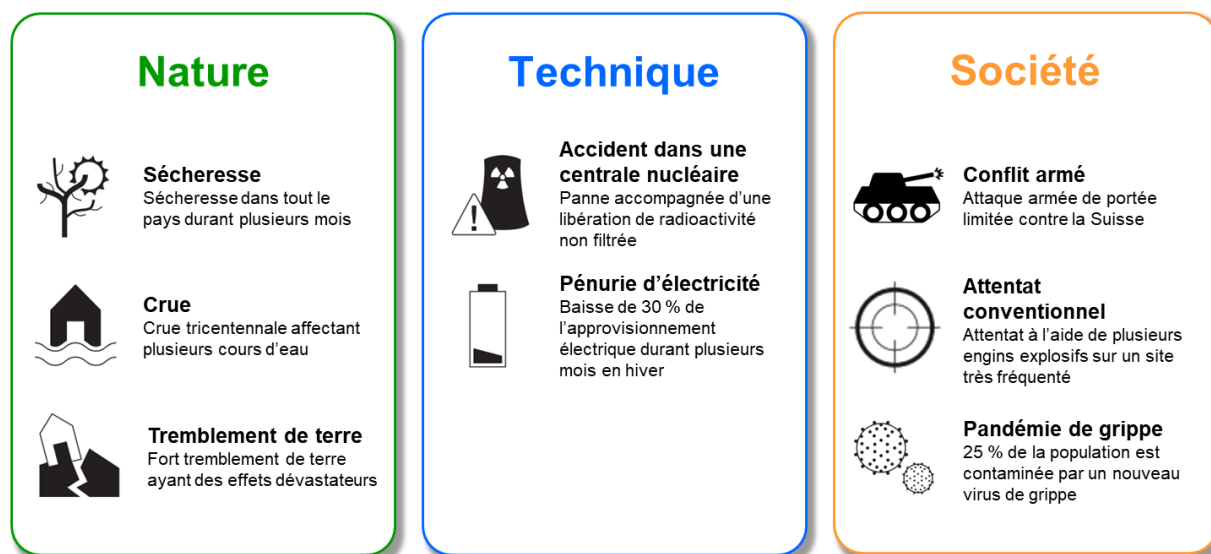 Nature
Sécheresse
Sécheresse dans tout le
pays durant plusieurs mois
Crue
Crue tricentennale affectant
plusieurs cours d'eau
Tremblement de terre
Fort tremblement de terre
ayant des effets dévastateurs
Technique
Accident dans une
centrale nucléaire
Panne accompagnée d'une
libération de radioactivité
non filtrée
Pénurie d'électricité
Baisse de 30 % de
l'approvisionnement
électrique durant plusieurs
mois en hiver
Société
Conflit armé
Attaque armée de portée
limitée contre la Suisse
Attentat
conventionnel
Attentat à l'aide de plusieurs
engins explosifs sur un site
très fréquenté
Pandémie de grippe
25 % de la population est
contaminée par un nouveau
virus de grippe